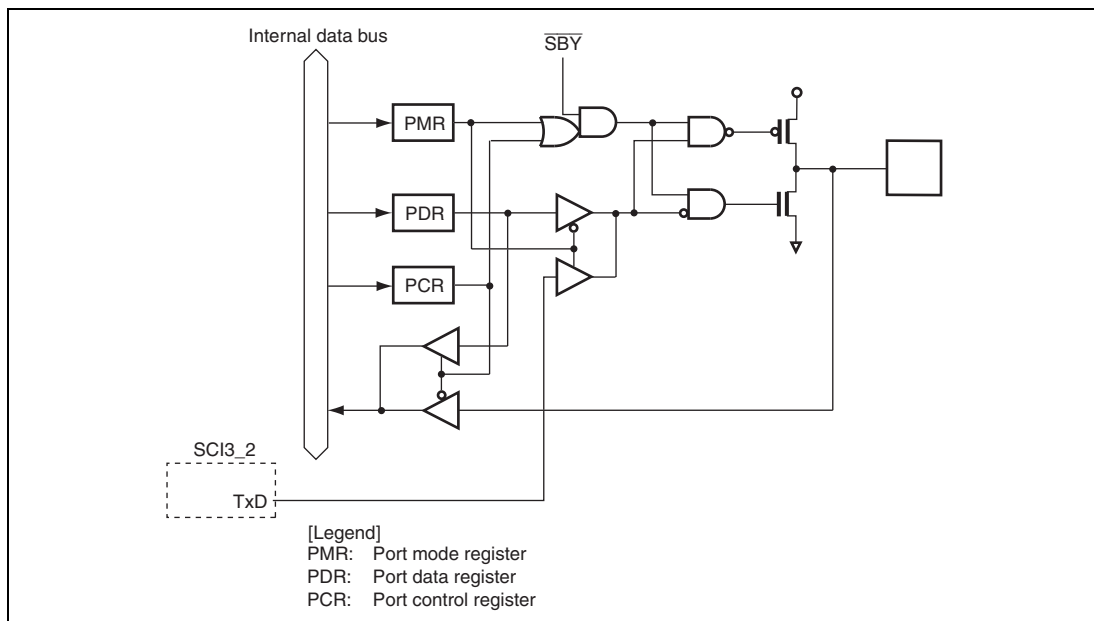 Internal data bus
SBY
PMR
PDR
PCR
SCI3_2
TxD
[Legend]
PMR: Port mode register
PDR: Port data register
PCR: Port control register